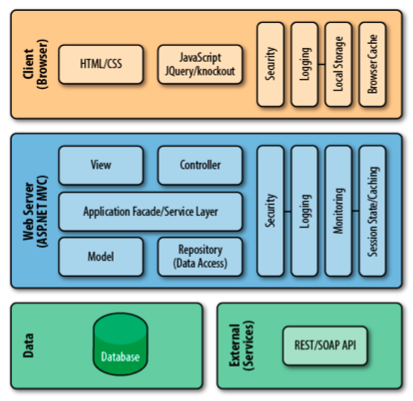 Client
(Browser)
HTML/CSS
JavaScript
JQuery/knockout
Security
Logging
Local Storage
Browser Cache
Web Server
(ASP.NET MVC)
View
Controller
Application Facade/Service Layer
Model
Repository
(Data Access)
Security
Logging
Monitoring
Session State/Caching
Data
Database
External
(Services)
REST/SOAP API